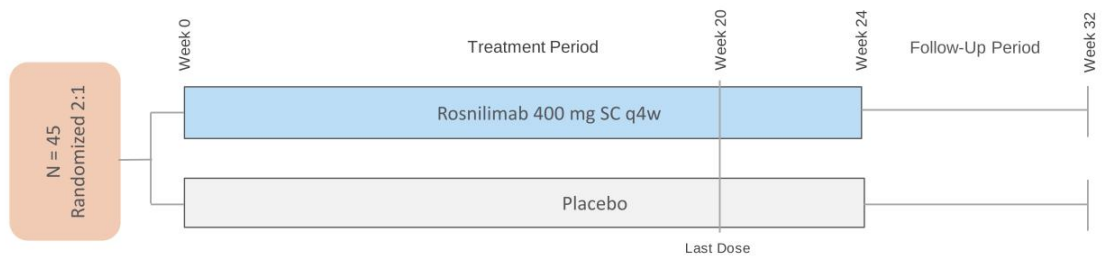 Week 0
Treatment Period
Week 20
Week 24
Follow-Up Period
Week 32
N = 45
Randomized 2:1
Rosnilimab 400 mg SC q4w
Placebo
Last Dose